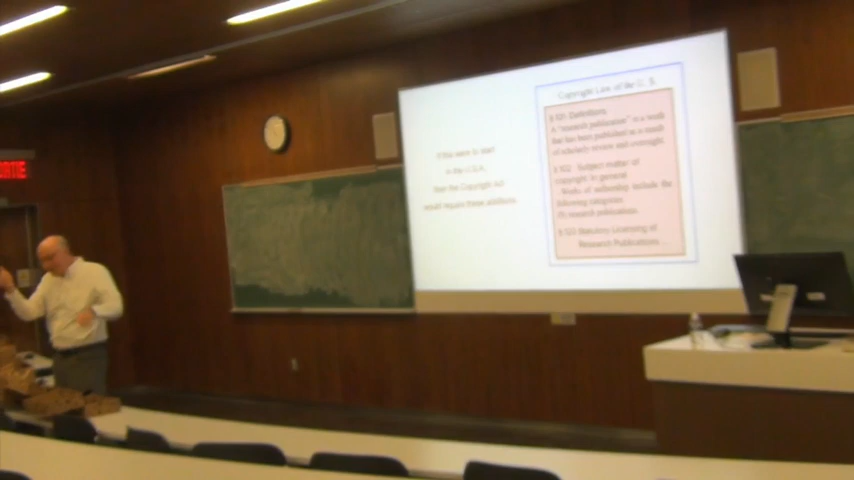 SORTIE
If this were to start
in the U.S.A.,
then the Copyright act
would require these additions
Copyright Law of the U. S.
§ 101 Definitions
A "research publication" is a work
that has been published as a result
of scholarly review and oversight.
§ 102 Subject matter of
copyright in general
Works of authorship include the
following categories
research publications.
Statutory Licensing of
Research Publications ...